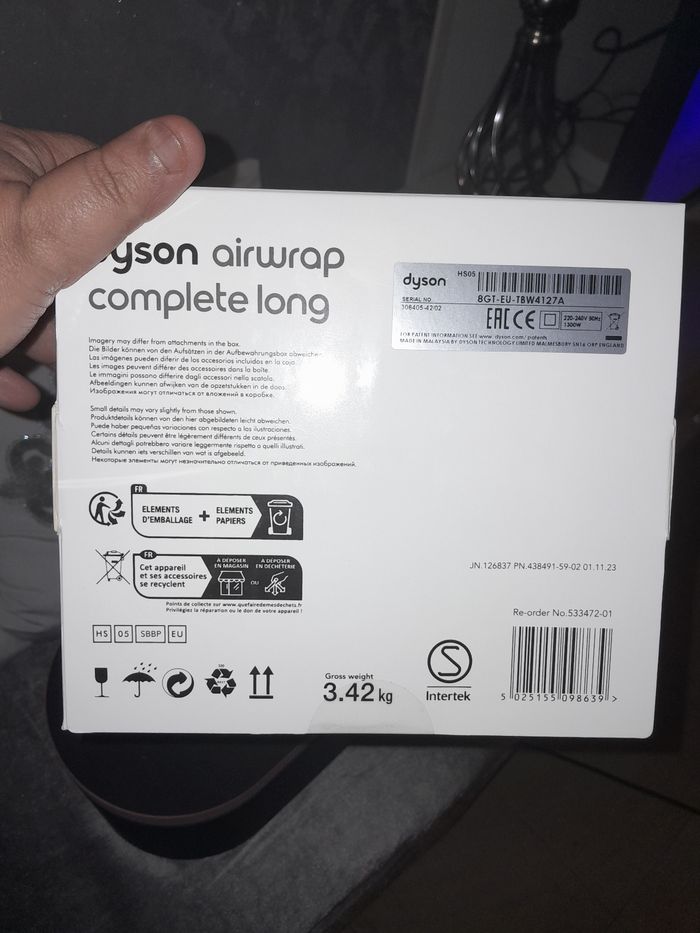 dyson airwrap
complete long
Imagery may differ from attachments in the box.
Die Bilder können von den Aufsätzen in der Aufbewahrungsbox abweichen.
Las imágenes pueden diferir de los accesorios incluidos en la caja.
Les images peuvent différer des accessoires dans la boîte.
Le immagini possono differire dagli accessori nella scatola.
Afbeeldingen kunnen afwijken van de opzetstukken in de doos.
Изображения могут отличаться от вложений в коробке.
Small details may vary slightly from those shown.
Produktdetails können von den hier abgebildeten leicht abweichen.
Puede haber pequeñas variaciones con respecto a las ilustraciones.
Certains détails peuvent être légèrement différents de ceux présentés.
Alcuni dettagli potrebbero variare leggermente rispetto a quelli illustrati.
Details kunnen iets verschillen van wat is afgebeeld.
Некоторые элементы могут незначительно отличаться от приведенных изображений.
dyson
HS05
SERIAL NO
8GT-EU-TBW4127A
308405-42/02
EAC CE
220-240V 50Hz
1300W
FOR PATENT INFORMATION SEE www.dyson.com/patents
MADE IN MALAYSIA BY DYSON TECHNOLOGY LIMITED MALMESBURY SN16 0RP ENGLAND
FR
ELEMENTS
D'EMBALLAGE
+
ELEMENTS
PAPIERS
FR
Cet appareil
et ses accessoires
se recyclent
À DÉPOSER
EN MAGASIN
OU
À DÉPOSER
EN DÉCHÈTERIE
Points de collecte sur www.quefairedemesdechets.fr
Privilégiez la réparation ou le don de votre appareil !
JN.126837 PN.438491-59-02 01.11.23
Re-order No.533472-01
HS 05 SBBP EU
Gross weight
3.42 kg
Intertek
5 025155 098639 >